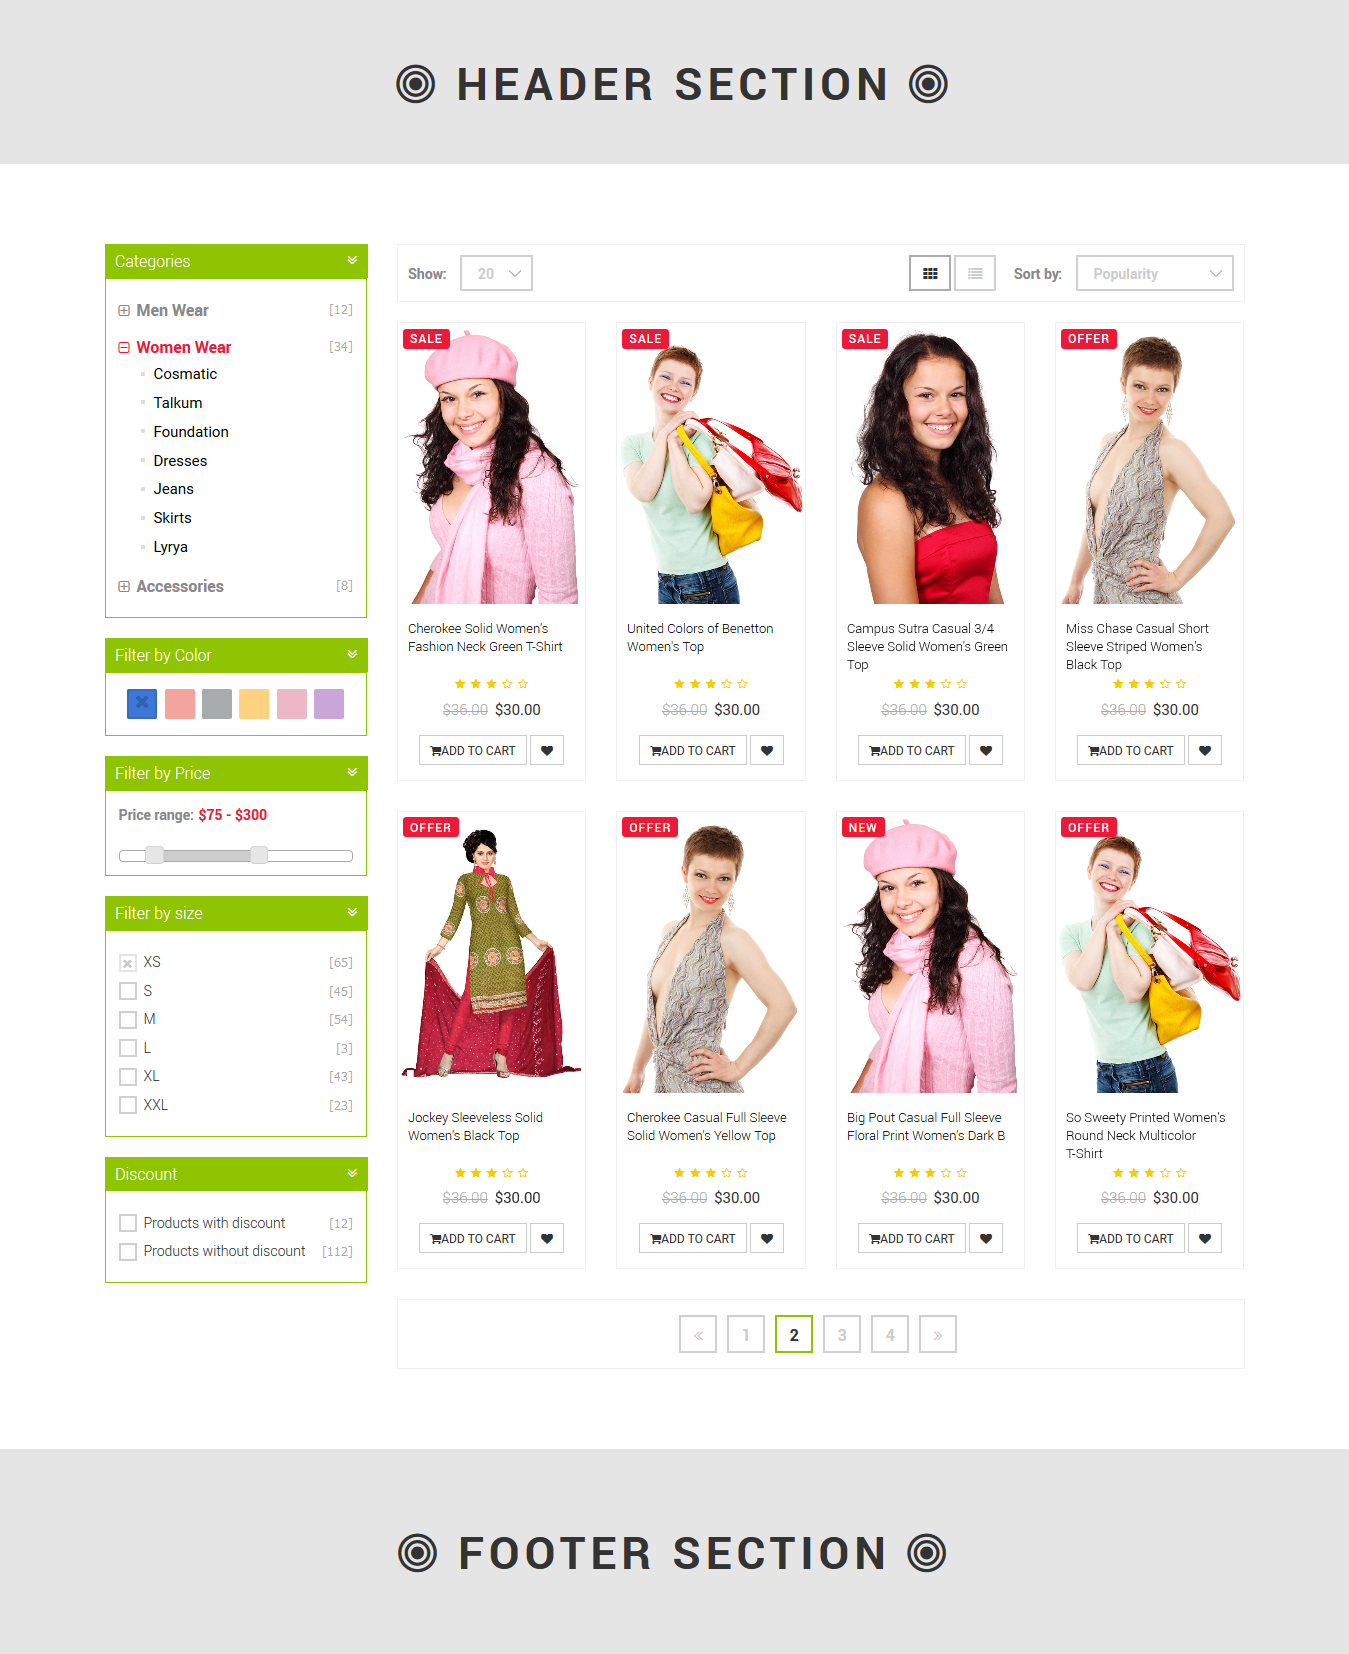 HEADER SECTION
Categories
Men Wear [12]
Women Wear [34]
Cosmatic
Talkum
Foundation
Dresses
Jeans
Skirts
Lyrya
Accessories [8]
Filter by Color
Filter by Price
Price range: $75 - $300
Filter by size
XS [65]
S [45]
M [54]
L [3]
XL [43]
XXL [23]
Discount
Products with discount [12]
Products without discount [112]
Show: 20 Sort by: Popularity
SALE
Cherokee Solid Women's
Fashion Neck Green T-Shirt
$36.00 $30.00
ADD TO CART
SALE
United Colors of Benetton
Women's Top
$36.00 $30.00
ADD TO CART
SALE
Campus Sutra Casual 3/4
Sleeve Solid Women's Green
Top
$36.00 $30.00
ADD TO CART
OFFER
Miss Chase Casual Short
Sleeve Striped Women's
Black Top
$36.00 $30.00
ADD TO CART
OFFER
Jockey Sleeveless Solid
Women's Black Top
$36.00 $30.00
ADD TO CART
OFFER
Cherokee Casual Full Sleeve
Solid Women's Yellow Top
$36.00 $30.00
ADD TO CART
NEW
Big Pout Casual Full Sleeve
Floral Print Women's Dark B
$36.00 $30.00
ADD TO CART
OFFER
So Sweety Printed Women's
Round Neck Multicolor
T-Shirt
$36.00 $30.00
ADD TO CART
« 1 2 3 4 »
FOOTER SECTION